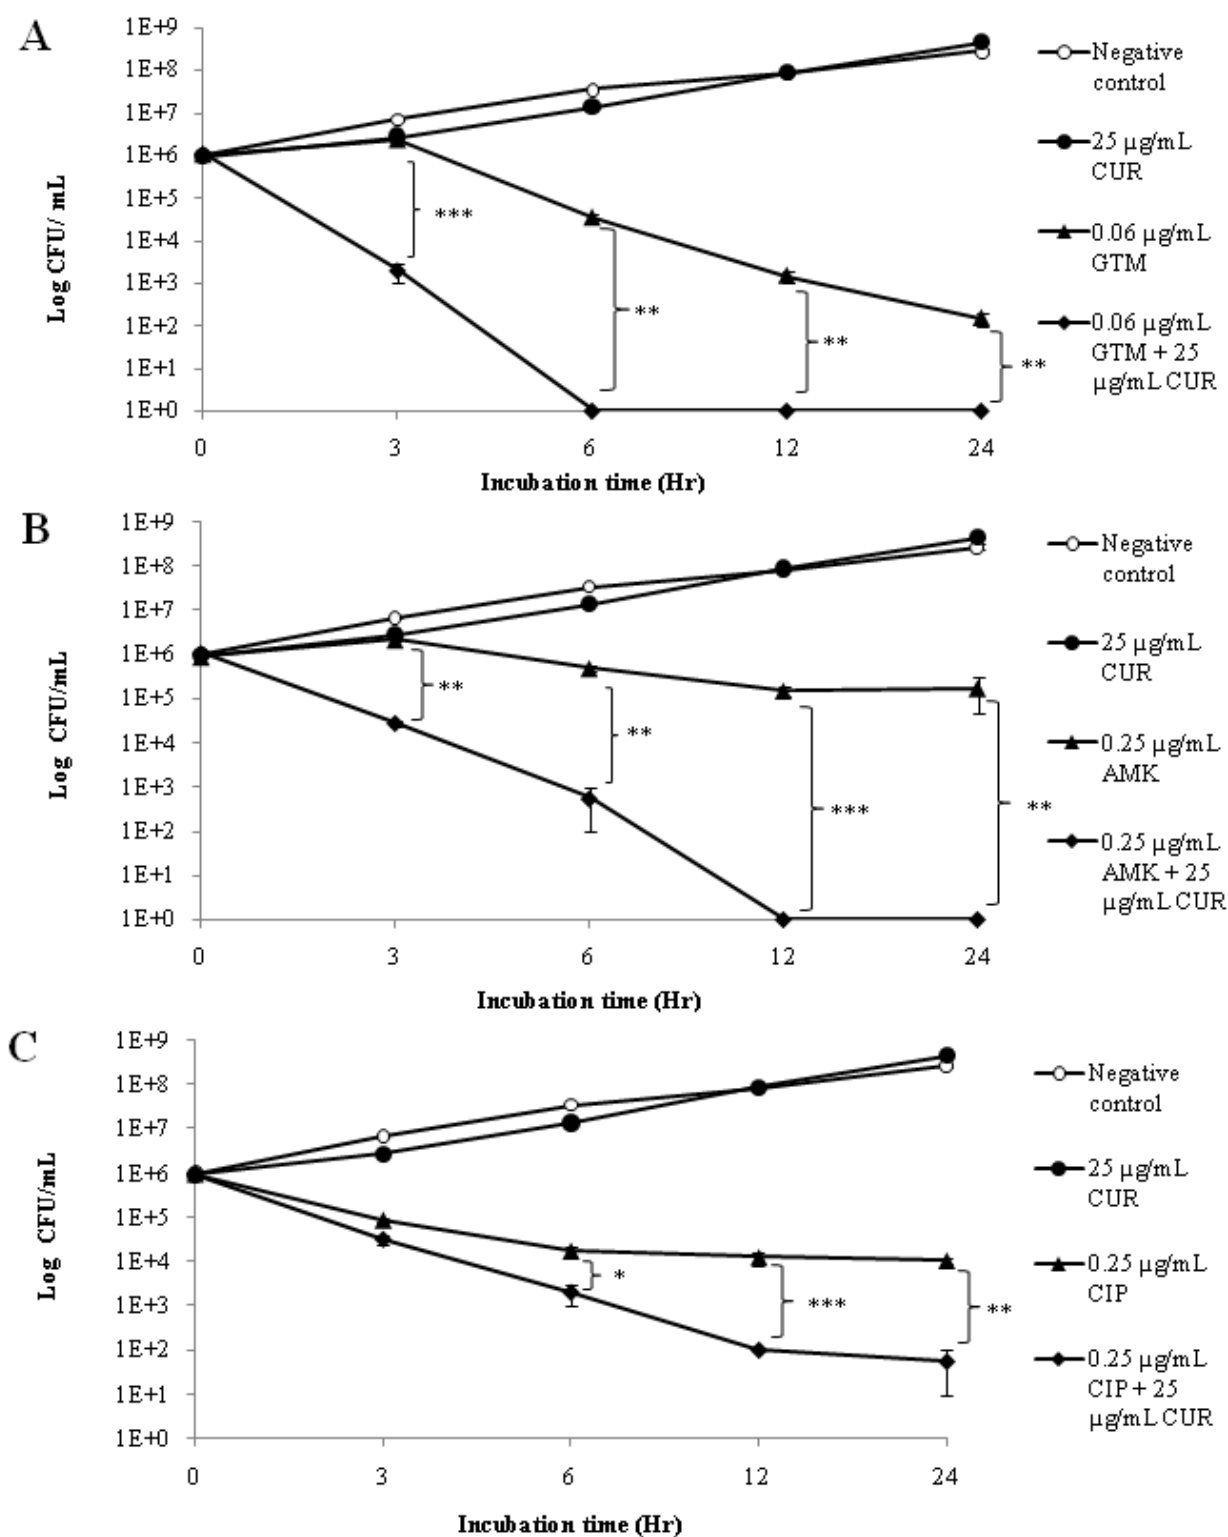 A
1E+9
1E+8
1E+7
1E+6
1E+5
1E+4
1E+3
1E+2
1E+1
1E+0
Log CFU/ mL
***
**
**
**
0 3 6 12 24
Incubation time (Hr)
Negative
control
25 µg/mL
CUR
0.06 µg/mL
GTM
0.06 µg/mL
GTM + 25
µg/mL CUR
B
1E+9
1E+8
1E+7
1E+6
1E+5
1E+4
1E+3
1E+2
1E+1
1E+0
Log CFU/mL
**
**
***
**
0 3 6 12 24
Incubation time (Hr)
Negative
control
25 µg/mL
CUR
0.25 µg/mL
AMK
0.25 µg/mL
AMK + 25
µg/mL CUR
C
1E+9
1E+8
1E+7
1E+6
1E+5
1E+4
1E+3
1E+2
1E+1
1E+0
Log CFU/mL
*
***
**
0 3 6 12 24
Incubation time (Hr)
Negative
control
25 µg/mL
CUR
0.25 µg/mL
CIP
0.25 µg/mL
CIP + 25
µg/mL CUR